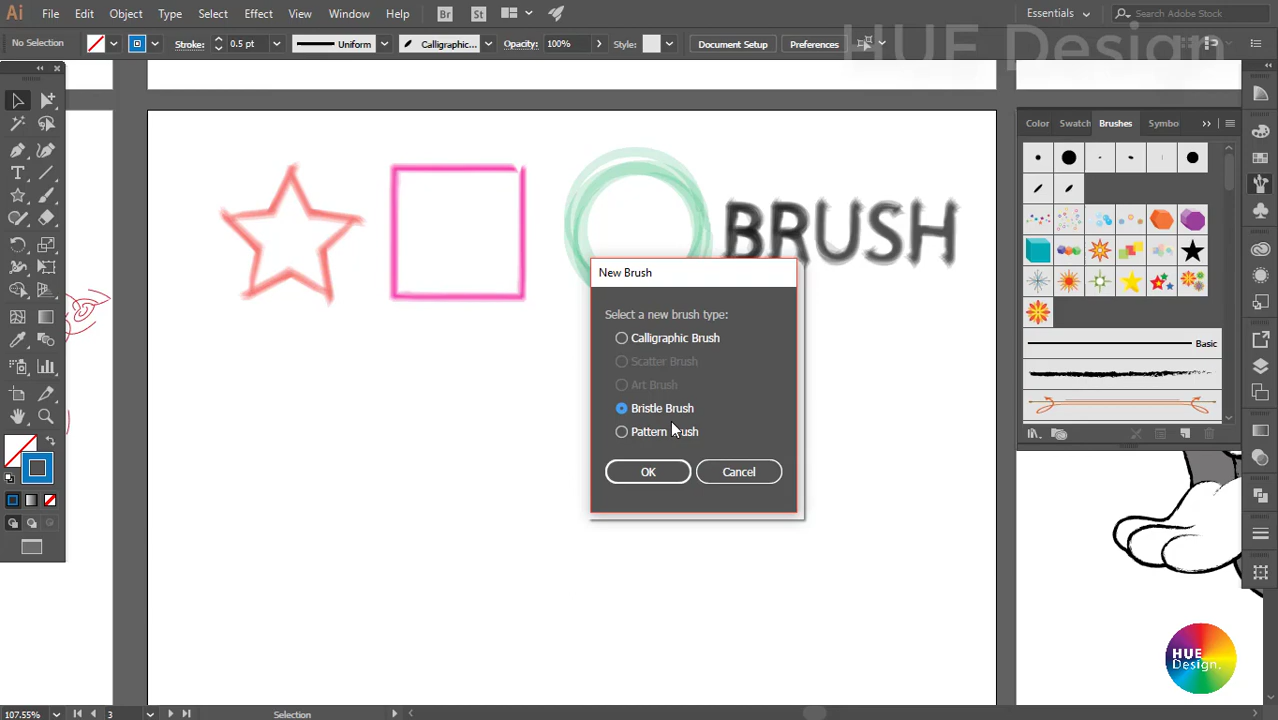 Ai File Edit Object Type Select Effect View Window Help Br St Essentials Search Adobe Stock
HUE Design
No Selection Stroke: 0.5 pt Uniform Calligraphic... Opacity: 100% Style: Document Setup Preferences
Color Swatch Brushes Symbo
BRUSH
New Brush
Select a new brush type:
Calligraphic Brush
Scatter Brush
Art Brush
Bristle Brush
Pattern Brush
OK Cancel
Basic
HUE
Design.
107.55% 3 Selection